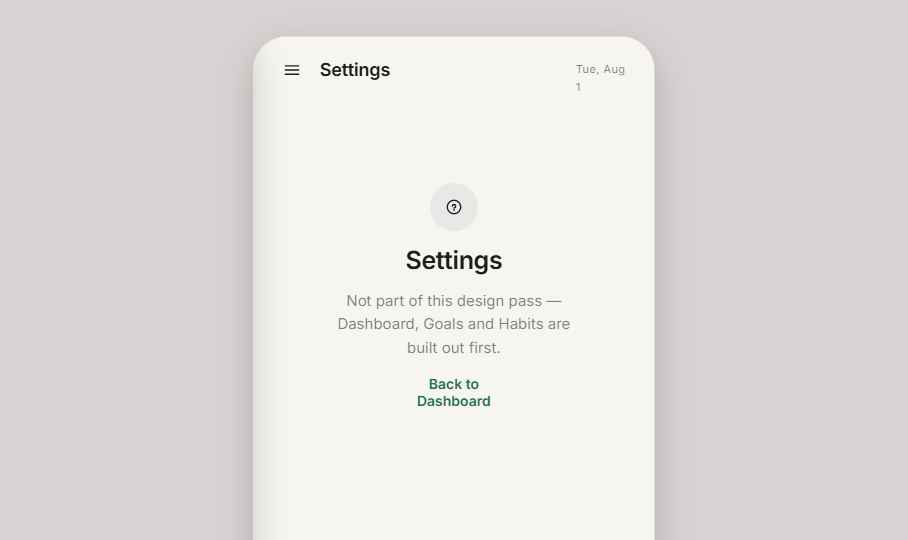 Settings
Tue, Aug
1
Settings
Not part of this design pass —
Dashboard, Goals and Habits are
built out first.
Back to
Dashboard